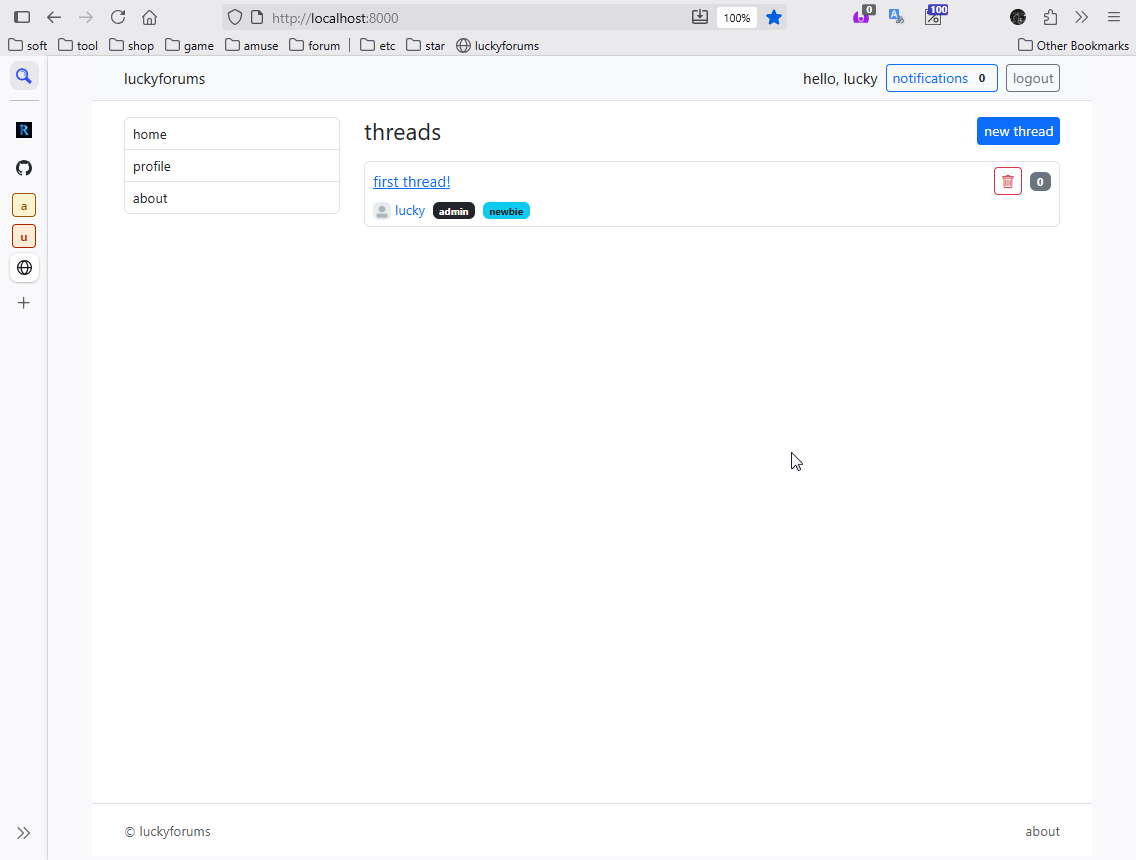 http://localhost:8000 100% 0 100
soft tool shop game amuse forum etc star luckyforums Other Bookmarks
luckyforums hello, lucky notifications 0 logout
R
a
u
home
profile
about
threads new thread
first thread! 0
lucky admin newbie
© luckyforums about